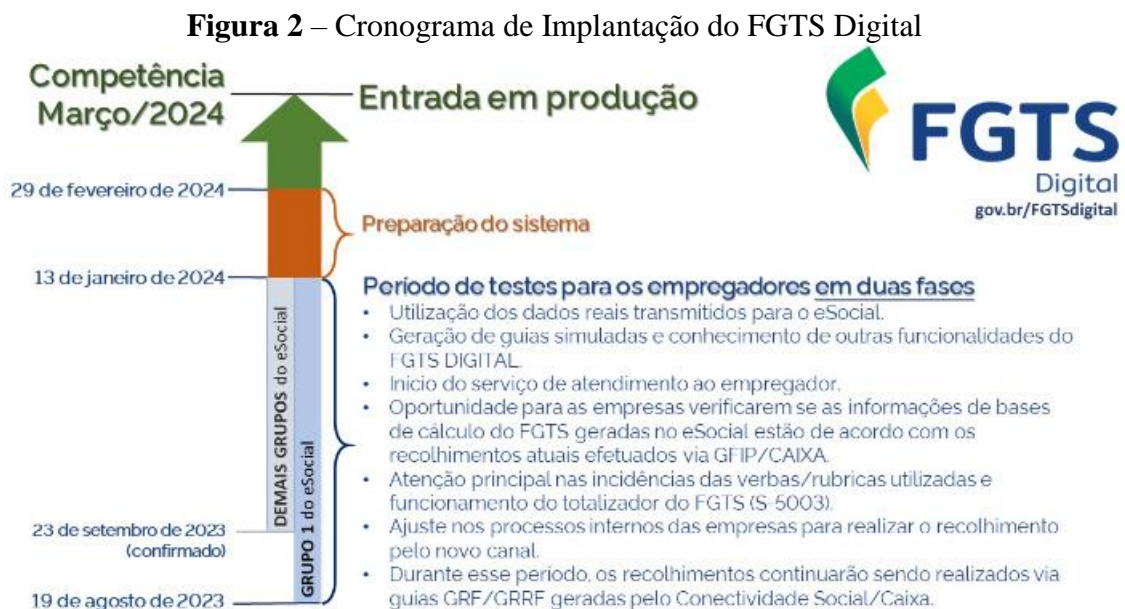 Figura 2 – Cronograma de Implantação do FGTS Digital
Competência
Março/2024
Entrada em produção
FGTS
Digital
gov.br/FGTSdigital
29 de fevereiro de 2024
Preparação do sistema
13 de janeiro de 2024
Período de testes para os empregadores em duas fases
• Utilização dos dados reais transmitidos para o eSocial.
• Geração de guias simuladas e conhecimento de outras funcionalidades do
FGTS DIGITAL.
• Início do serviço de atendimento ao empregador.
• Oportunidade para as empresas verificarem se as informações de bases
de cálculo do FGTS geradas no eSocial estão de acordo com os
recolhimentos atuais efetuados via GFIP/CAIXA.
• Atenção principal nas incidências das verbas/rubricas utilizadas e
funcionamento do totalizador do FGTS (S-5003).
• Ajuste nos processos internos das empresas para realizar o recolhimento
pelo novo canal.
• Durante esse período, os recolhimentos continuarão sendo realizados via
guias GRF/GRRF geradas pelo Conectividade Social/Caixa.
DEMAIS GRUPOS do eSocial
GRUPO 1 do eSocial
23 de setembro de 2023
(confirmado)
19 de agosto de 2023